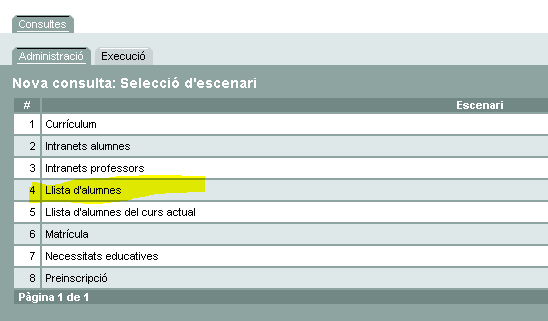 Consultes
Administració Execució
Nova consulta: Selecció d'escenari
# Escenari
1 Currículum
2 Intranets alumnes
3 Intranets professors
4 Llista d'alumnes
5 Llista d'alumnes del curs actual
6 Matrícula
7 Necessitats educatives
8 Preinscripció
Pàgina 1 de 1